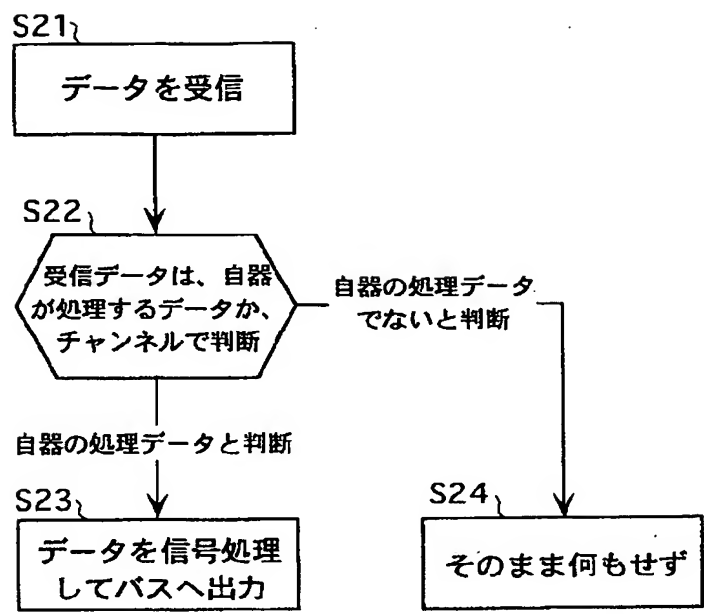 S21
データを受信
S22
受信データは、自器
が処理するデータか、
チャンネルで判断
自器の処理データ
でないと判断
自器の処理データと判断
S23
データを信号処理
してバスへ出力
S24
そのまま何もせず